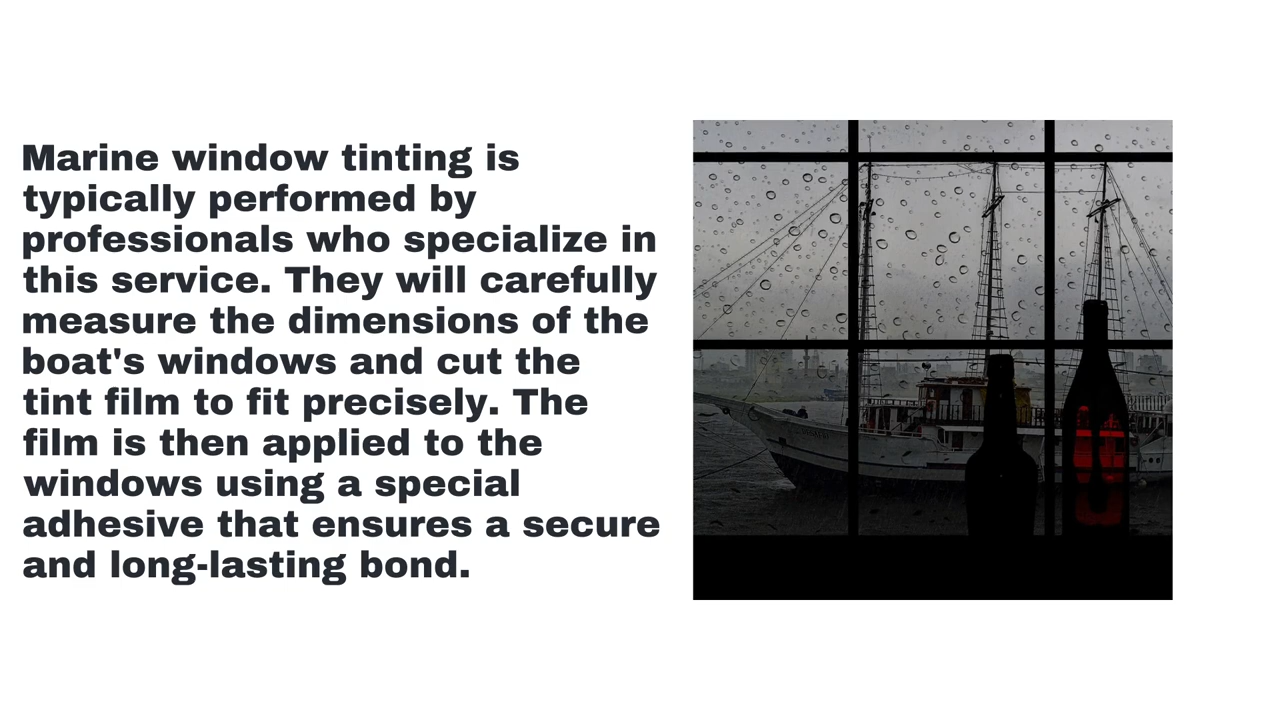 Marine window tinting is
typically performed by
professionals who specialize in
this service. They will carefully
measure the dimensions of the
boat's windows and cut the
tint film to fit precisely. The
film is then applied to the
windows using a special
adhesive that ensures a secure
and long-lasting bond.